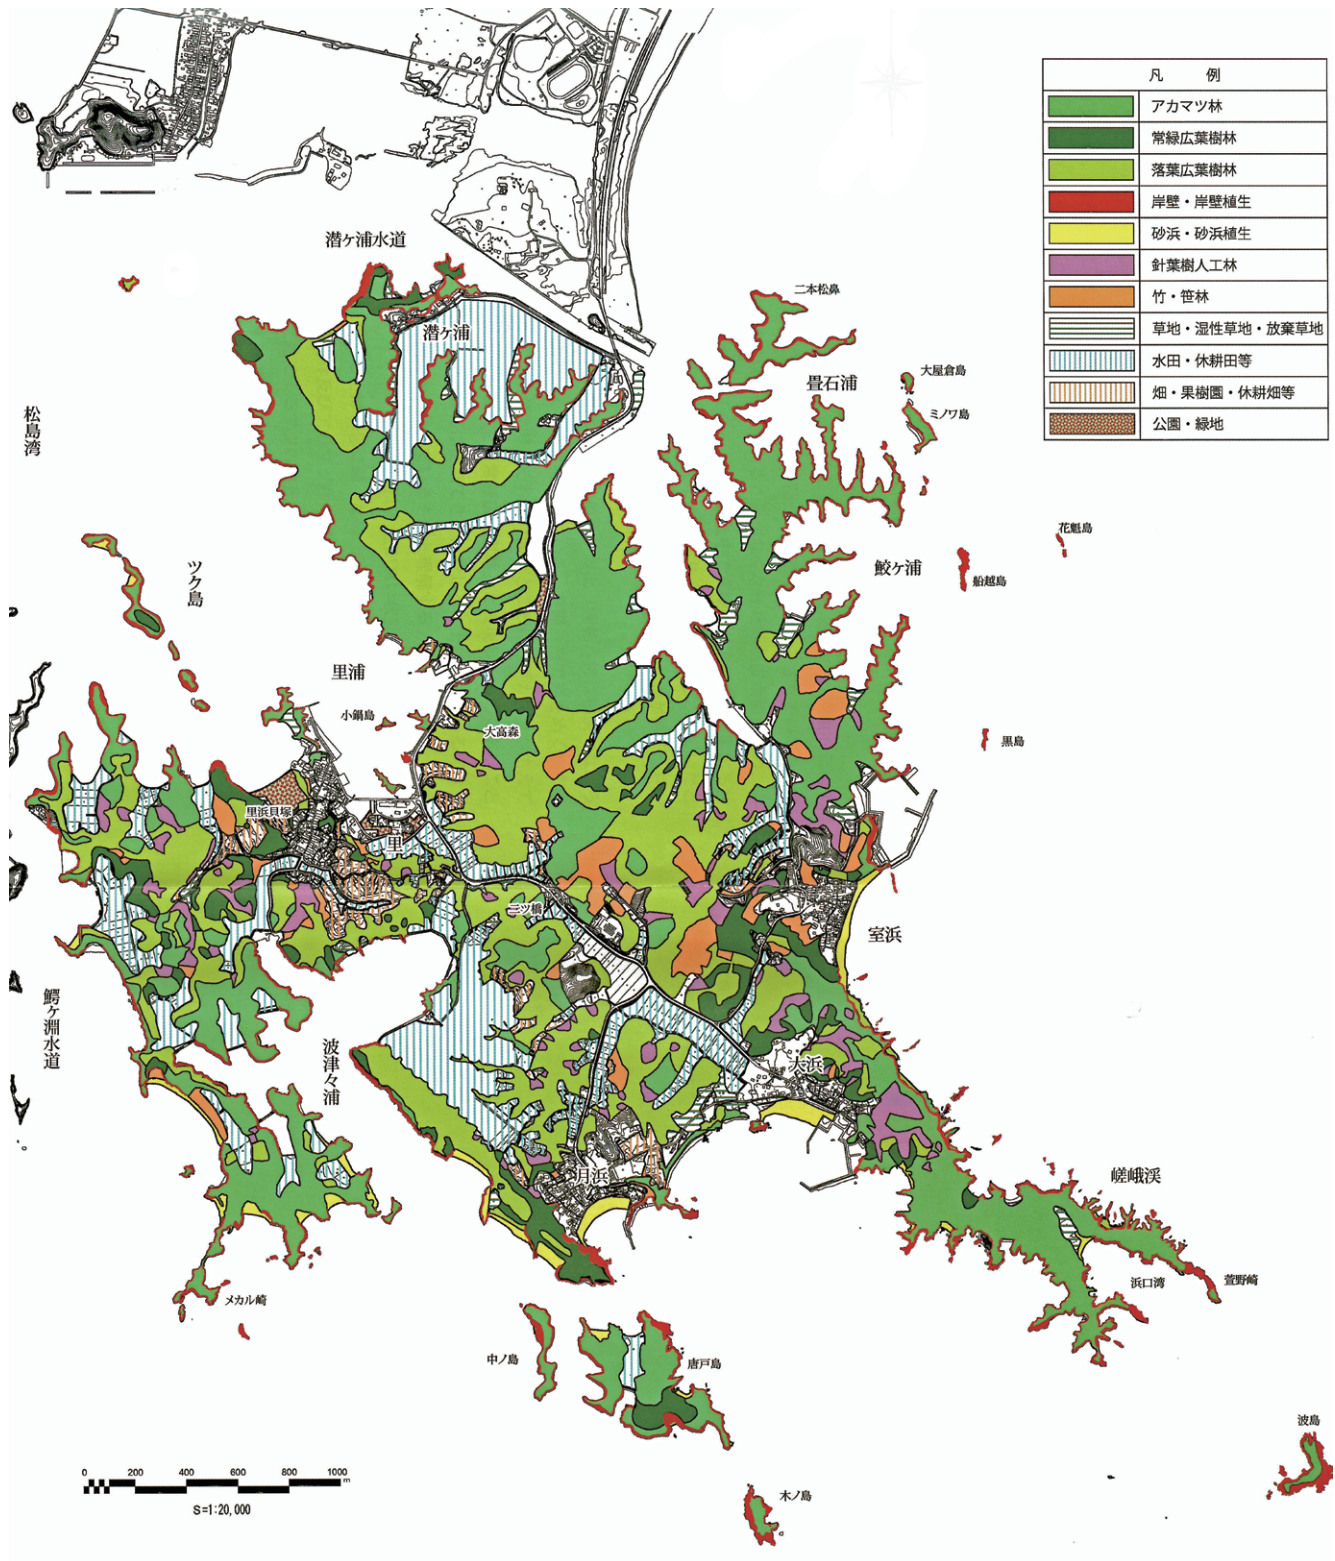 凡 例
アカマツ林
常緑広葉樹林
落葉広葉樹林
岸壁・岸壁植生
砂浜・砂浜植生
針葉樹人工林
竹・笹林
草地・湿性草地・放棄草地
水田・休耕田等
畑・果樹園・休耕畑等
公園・緑地
潜ヶ浦水道
潜ヶ浦
二本松鼻
大屋倉島
畳石浦
ミノワ島
松島湾
花魁島
ツク島
鮫ヶ浦
船越島
里浦
小鍋島
大高森
黒島
里浜貝塚
里
三ツ橋
室浜
鰐ヶ淵水道
波津々浦
大浜
月浜
嵯峨渓
浜口湾
萱野崎
メカル崎
中ノ島
唐戸島
波島
木ノ島
0 200 400 600 800 1000
m
S=1:20,000